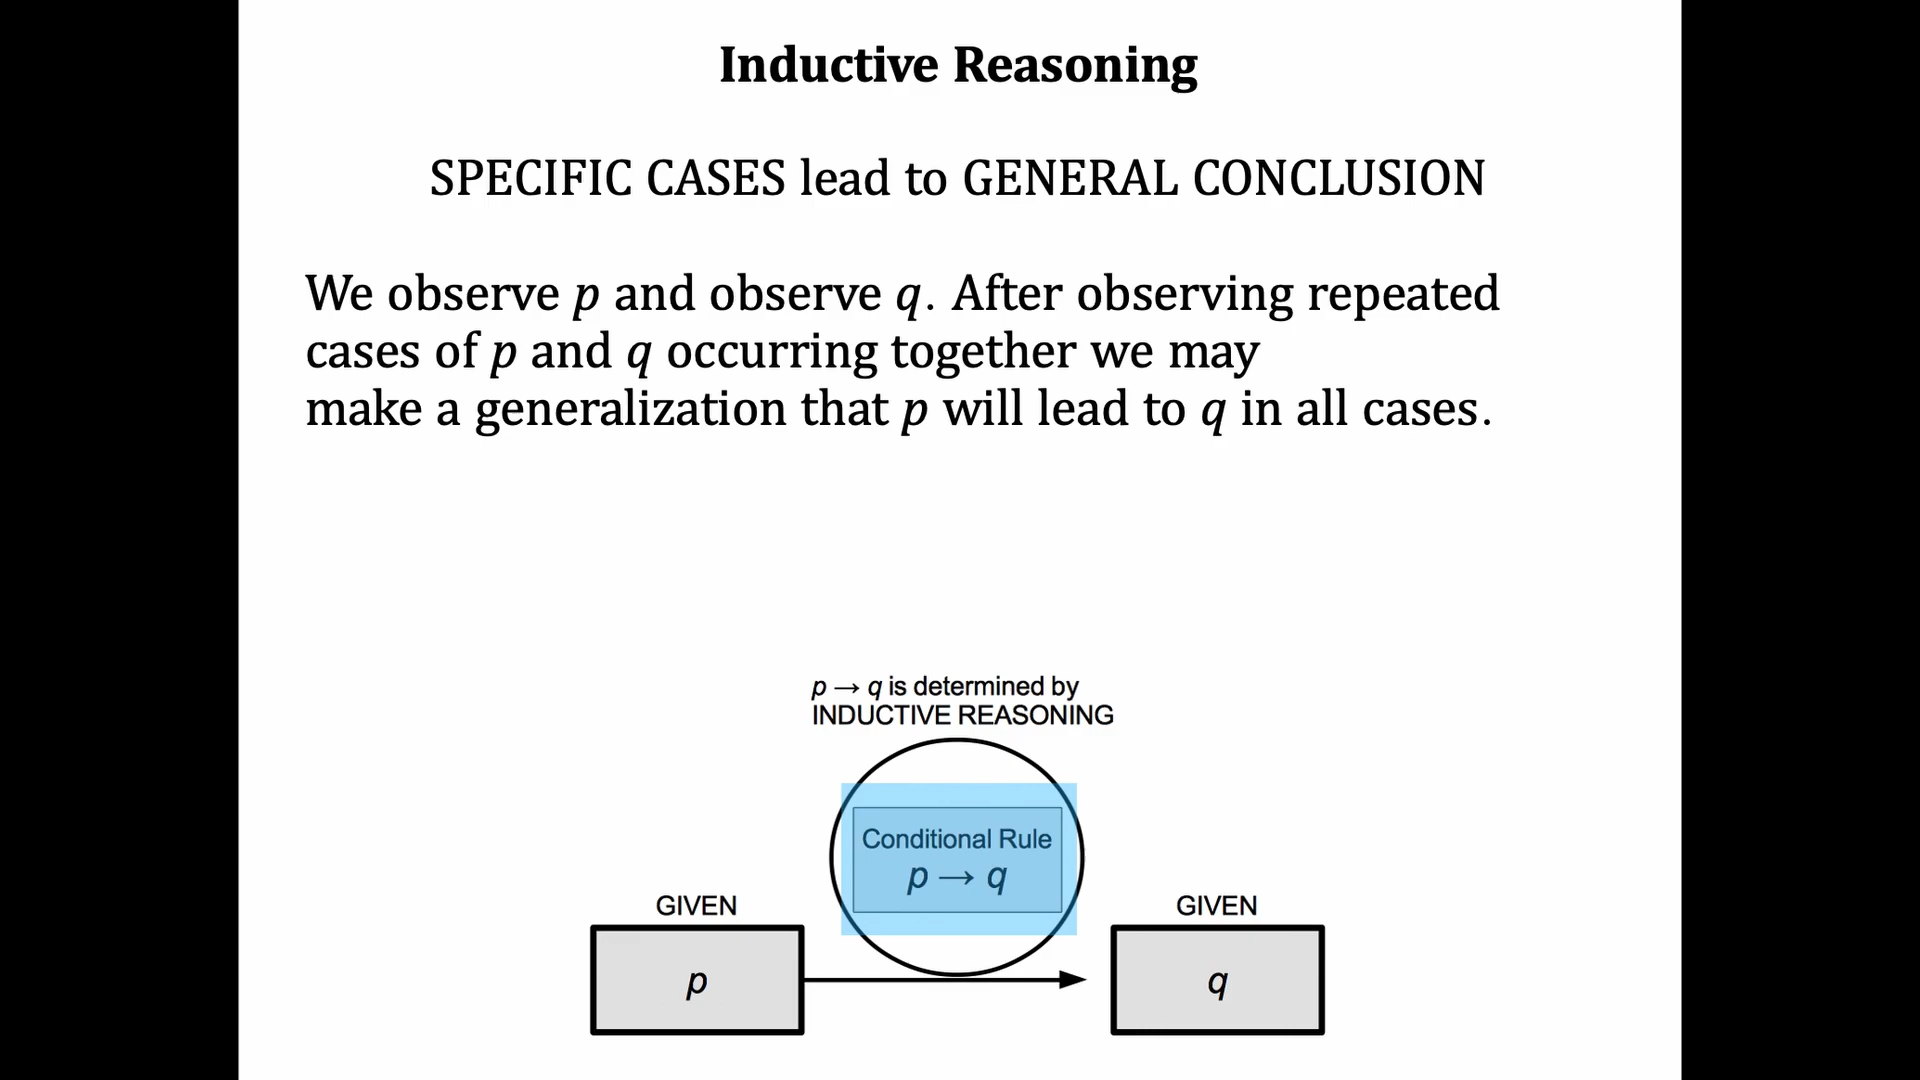 Inductive Reasoning
SPECIFIC CASES lead to GENERAL CONCLUSION
We observe p and observe q. After observing repeated
cases of p and q occurring together we may
make a generalization that p will lead to q in all cases.
p → q is determined by
INDUCTIVE REASONING
Conditional Rule
p → q
GIVEN
p
GIVEN
q